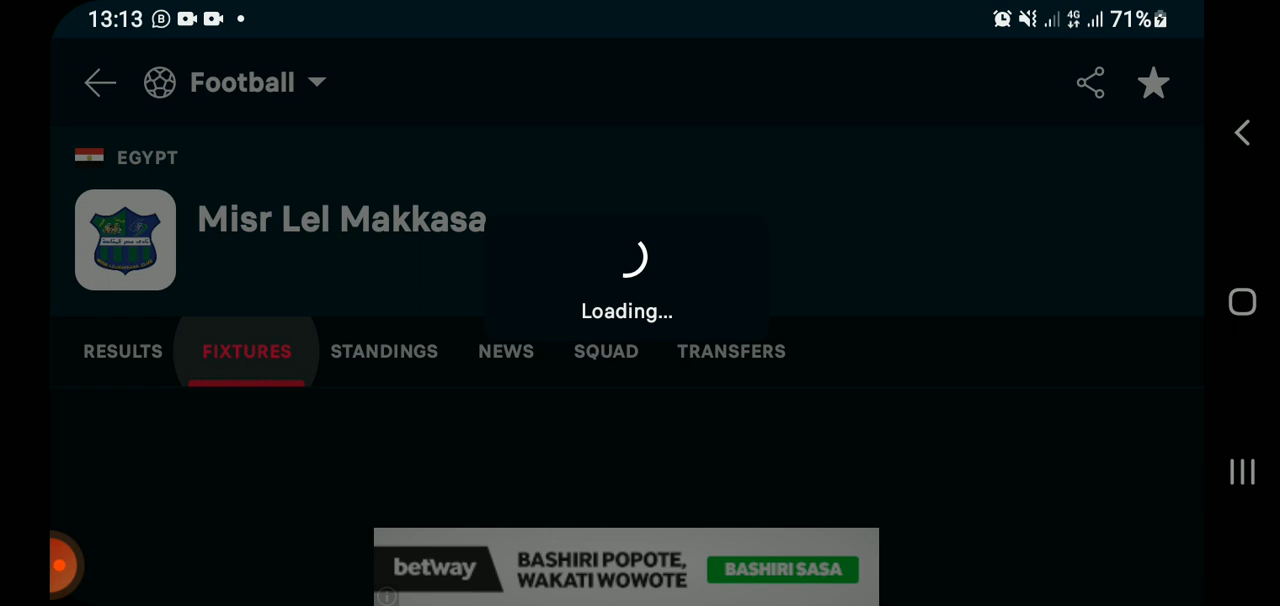 13:13
4G
71%
Football
EGYPT
Misr Lel Makkasa
Loading...
RESULTS FIXTURES STANDINGS NEWS SQUAD TRANSFERS
betway
BASHIRI POPOTE,
WAKATI WOWOTE
BASHIRI SASA